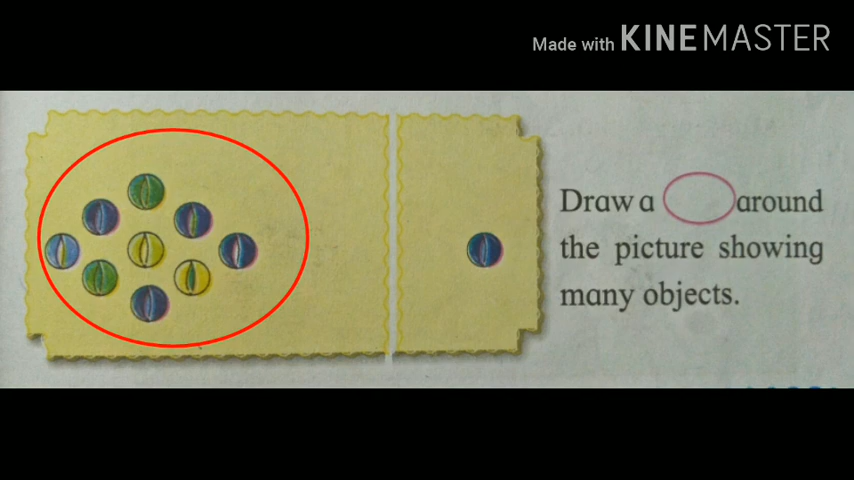 Made with KINEMASTER
Draw a around
the picture showing
many objects.